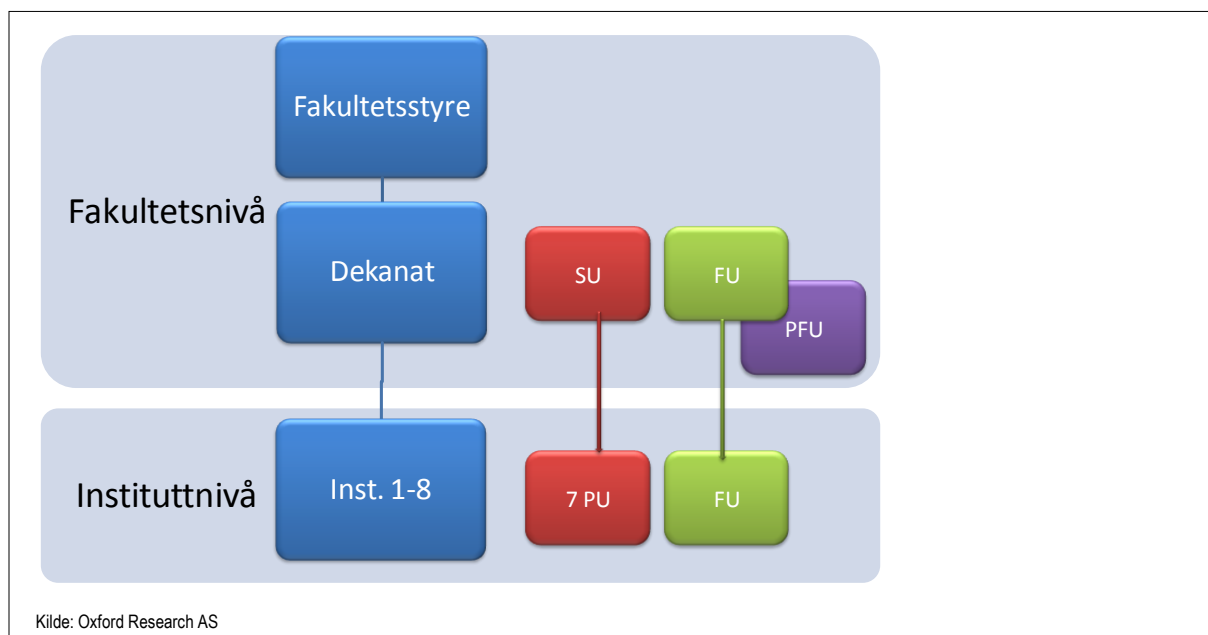 Fakultetsstyre
Fakultetsnivå
Dekanat
SU
FU
PFU
Instituttnivå
Inst. 1-8
7 PU
FU
Kilde: Oxford Research AS